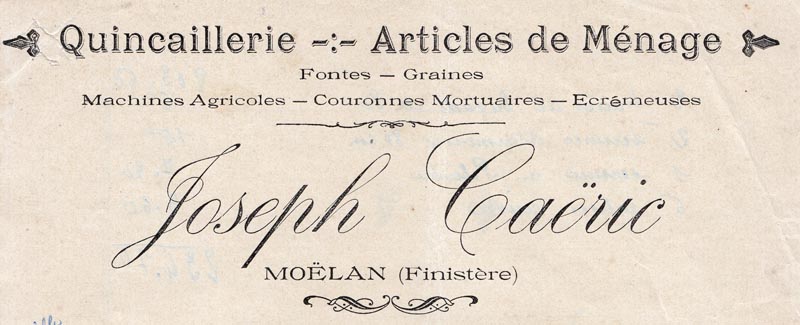 Quincaillerie -:- Articles de Ménage
Fontes — Graines
Machines Agricoles — Couronnes Mortuaires — Ecrémeuses
Joseph Caëric
MOËLAN (Finistère)